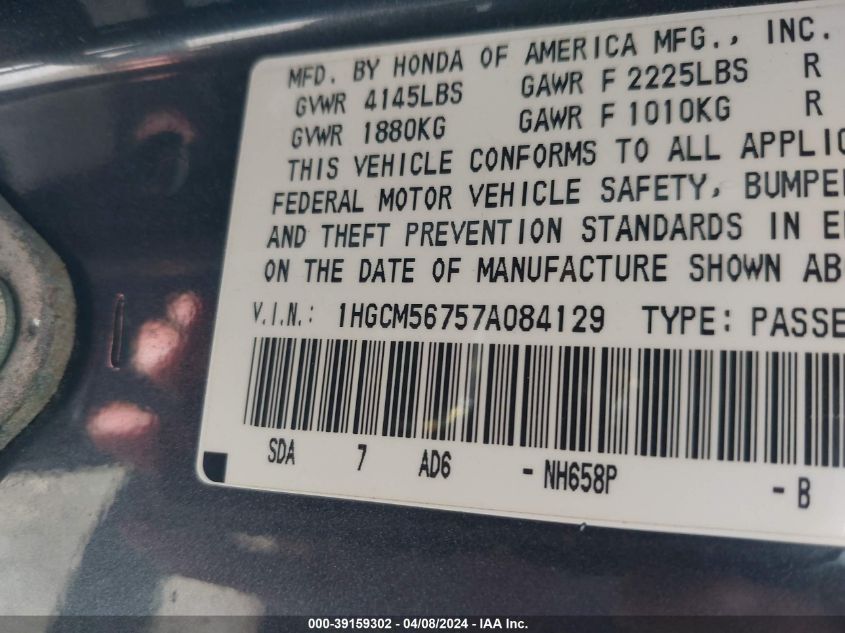 MFD. BY HONDA OF AMERICA MFG., INC.
GVWR 4145LBS GAWR F 2225LBS R
GVWR 1880KG GAWR F 1010KG R
THIS VEHICLE CONFORMS TO ALL APPLIC
FEDERAL MOTOR VEHICLE SAFETY, BUMPE
AND THEFT PREVENTION STANDARDS IN E
ON THE DATE OF MANUFACTURE SHOWN AB
V.I.N.: 1HGCM56757A084129 TYPE: PASSE
SDA 7 AD6 - NH658P - B
000-39159302 - 04/08/2024 - IAA Inc.